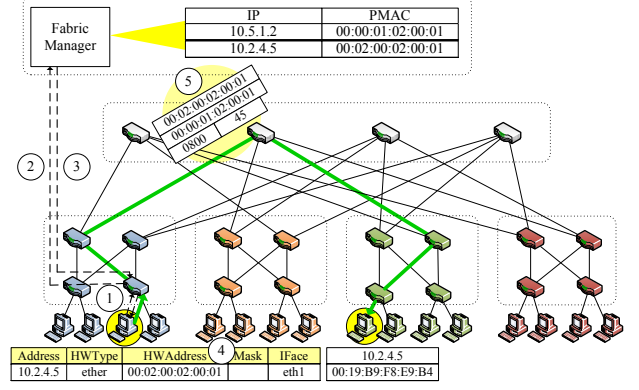 Fabric Manager
IP PMAC
10.5.1.2 00:00:01:02:00:01
10.2.4.5 00:02:00:02:00:01
5
00:02:00:02:00:01
00:00:01:02:00:01
0800 45
2
3
1
4
Address HWType HWAddress Mask IFace
10.2.4.5 ether 00:02:00:02:00:01 eth1
10.2.4.5
00:19:B9:F8:E9:B4